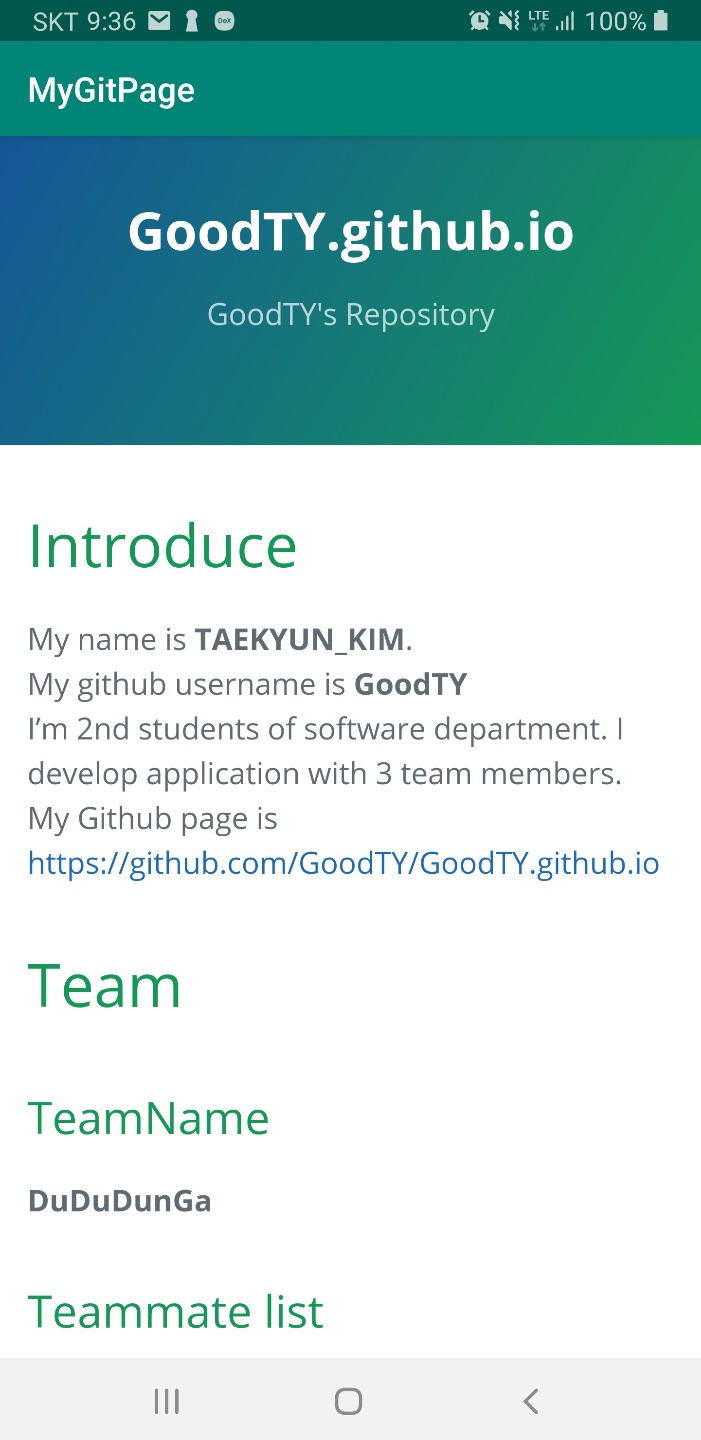 SKT 9:36 DeX LTE 100%
MyGitPage
GoodTY.github.io
GoodTY's Repository
Introduce
My name is TAEKYUN_KIM.
My github username is GoodTY
I’m 2nd students of software department. I
develop application with 3 team members.
My Github page is
https://github.com/GoodTY/GoodTY.github.io
Team
TeamName
DuDuDunGa
Teammate list